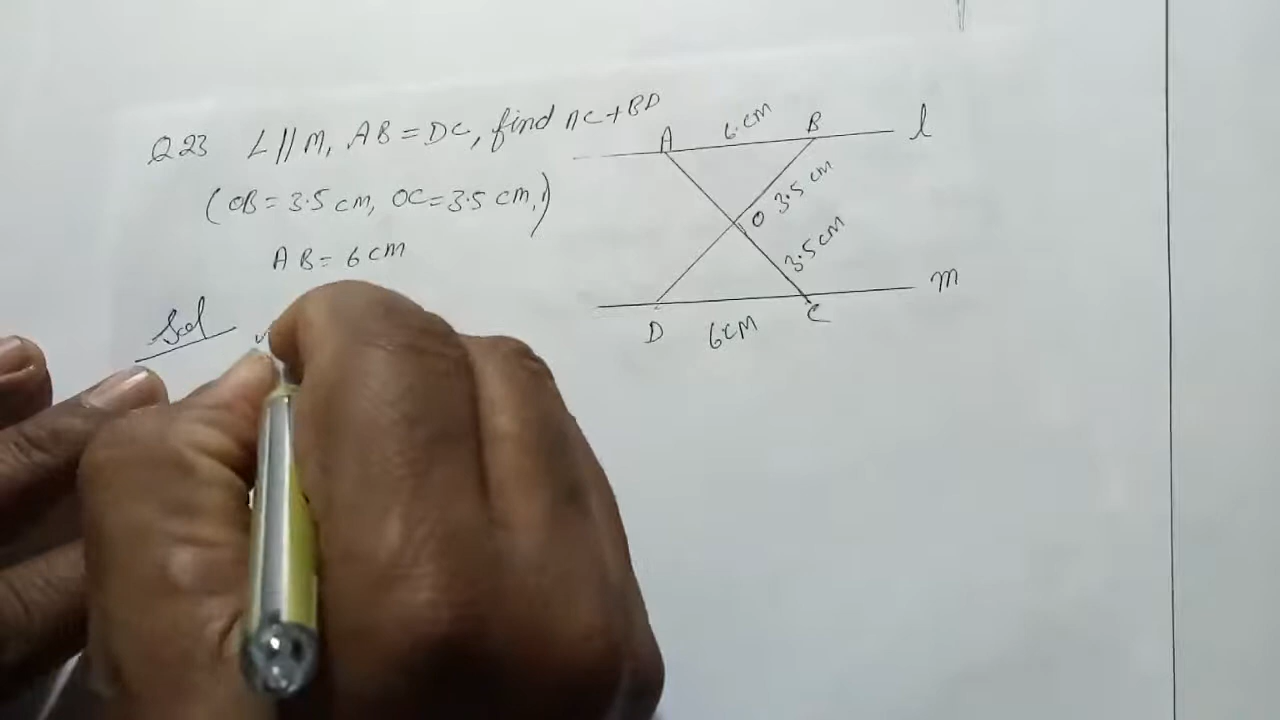 Q 23 L // M, AB = DC, find AC + BD
(OB = 3.5 cm, OC = 3.5 cm,)
AB = 6 cm
Sol
A 6 cm B l
O 3.5 cm
3.5 cm
D 6 cm C m